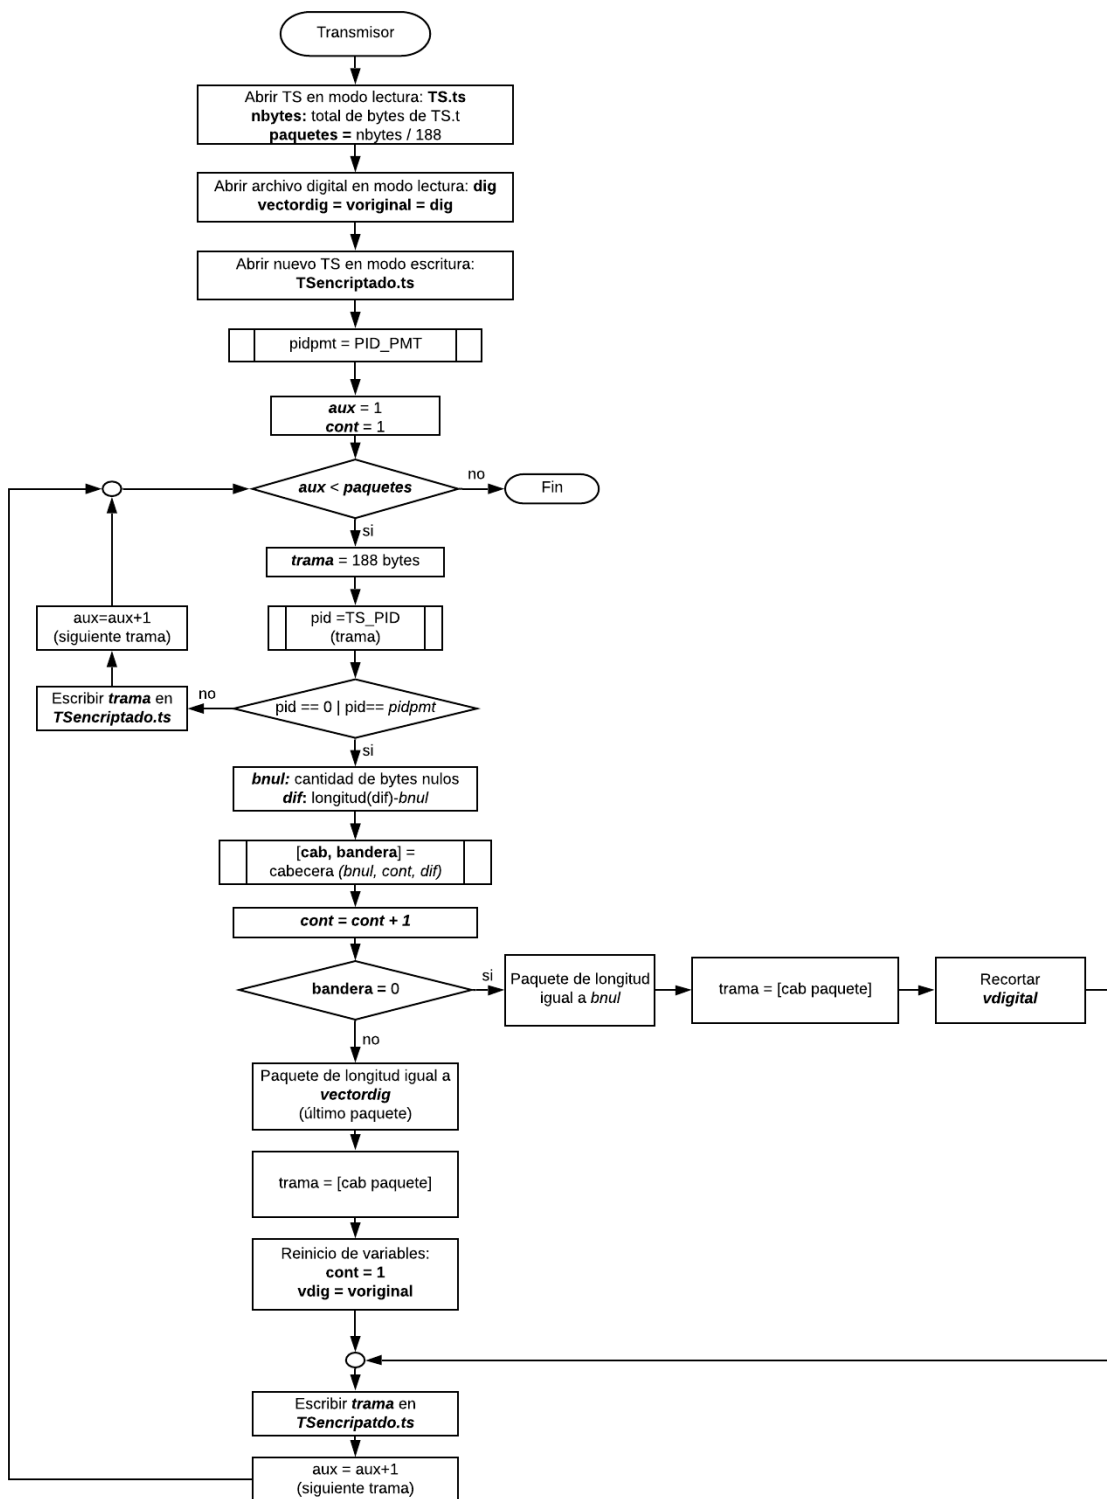 Transmisor
Abrir TS en modo lectura: TS.ts
nbytes: total de bytes de TS.t
paquetes = nbytes / 188
Abrir archivo digital en modo lectura: dig
vectordig = voriginal = dig
Abrir nuevo TS en modo escritura:
TSencriptado.ts
pidpmt = PID_PMT
aux = 1
cont = 1
aux < paquetes
no
Fin
si
trama = 188 bytes
pid =TS_PID
(trama)
aux=aux+1
(siguiente trama)
pid == 0 | pid== pidpmt
no
Escribir trama en
TSencriptado.ts
si
bnul: cantidad de bytes nulos
dif: longitud(dif)-bnul
[cab, bandera] =
cabecera (bnul, cont, dif)
cont = cont + 1
bandera = 0
si
Paquete de longitud
igual a bnul
trama = [cab paquete]
Recortar
vdigital
no
Paquete de longitud igual a
vectordig
(último paquete)
trama = [cab paquete]
Reinicio de variables:
cont = 1
vdig = voriginal
Escribir trama en
TSencripatdo.ts
aux = aux+1
(siguiente trama)